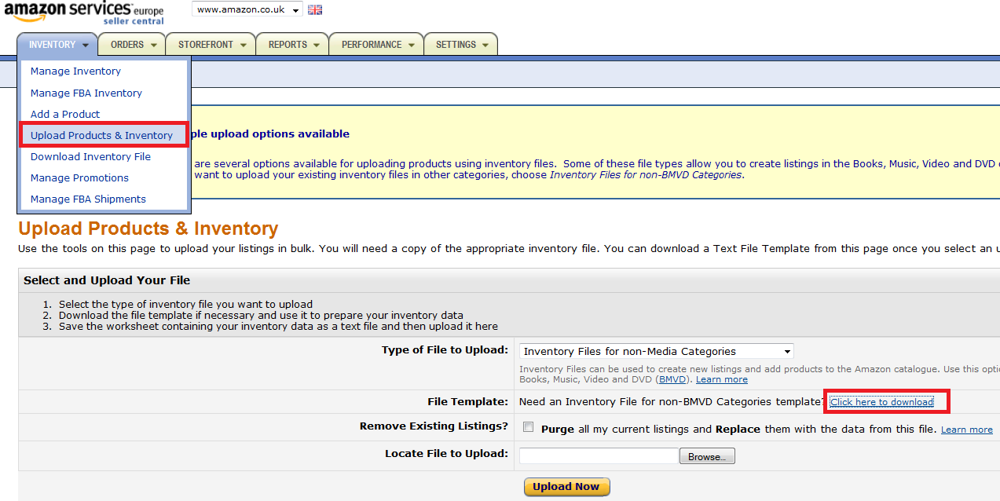 amazon services europe
seller central
www.amazon.co.uk
INVENTORY ORDERS STOREFRONT REPORTS PERFORMANCE SETTINGS
Manage Inventory
Manage FBA Inventory
Add a Product
Upload Products & Inventory
Download Inventory File
Manage Promotions
Manage FBA Shipments
ple upload options available
are several options available for uploading products using inventory files. Some of these file types allow you to create listings in the Books, Music, Video and DVD
want to upload your existing inventory files in other categories, choose Inventory Files for non-BMVD Categories.
Upload Products & Inventory
Use the tools on this page to upload your listings in bulk. You will need a copy of the appropriate inventory file. You can download a Text File Template from this page once you select an
Select and Upload Your File
1. Select the type of inventory file you want to upload
2. Download the file template if necessary and use it to prepare your inventory data
3. Save the worksheet containing your inventory data as a text file and then upload it here
Type of File to Upload: Inventory Files for non-Media Categories
Inventory Files can be used to create new listings and add products to the Amazon catalogue. Use this opti
Books, Music, Video and DVD (BMVD). Learn more
File Template: Need an Inventory File for non-BMVD Categories template? Click here to download
Remove Existing Listings? Purge all my current listings and Replace them with the data from this file. Learn more
Locate File to Upload: Browse...
Upload Now